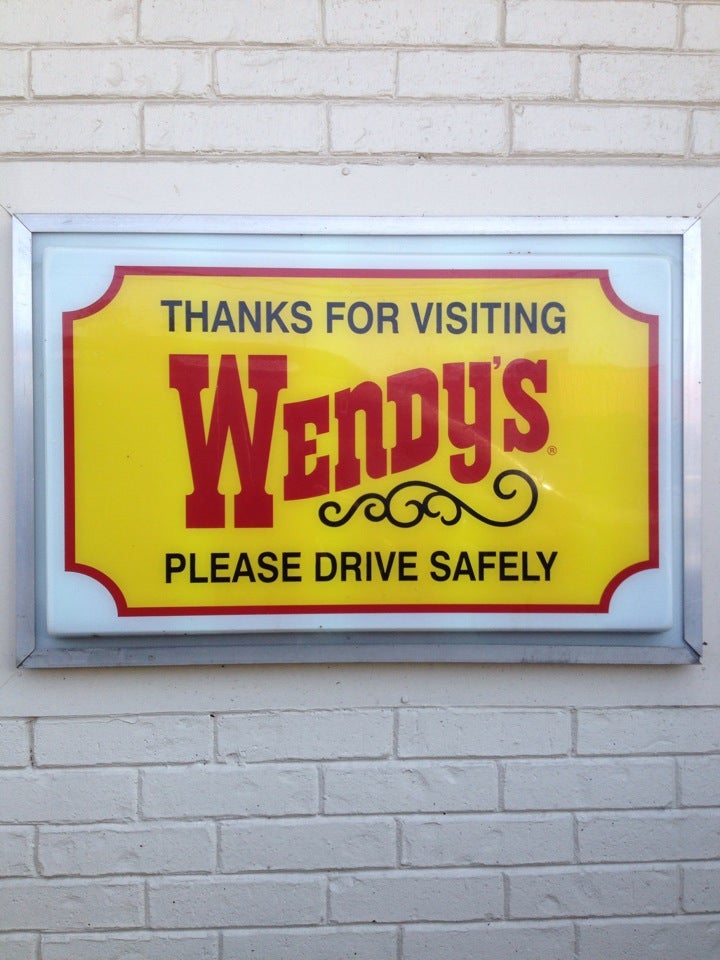 THANKS FOR VISITING
WENDY'S®
PLEASE DRIVE SAFELY